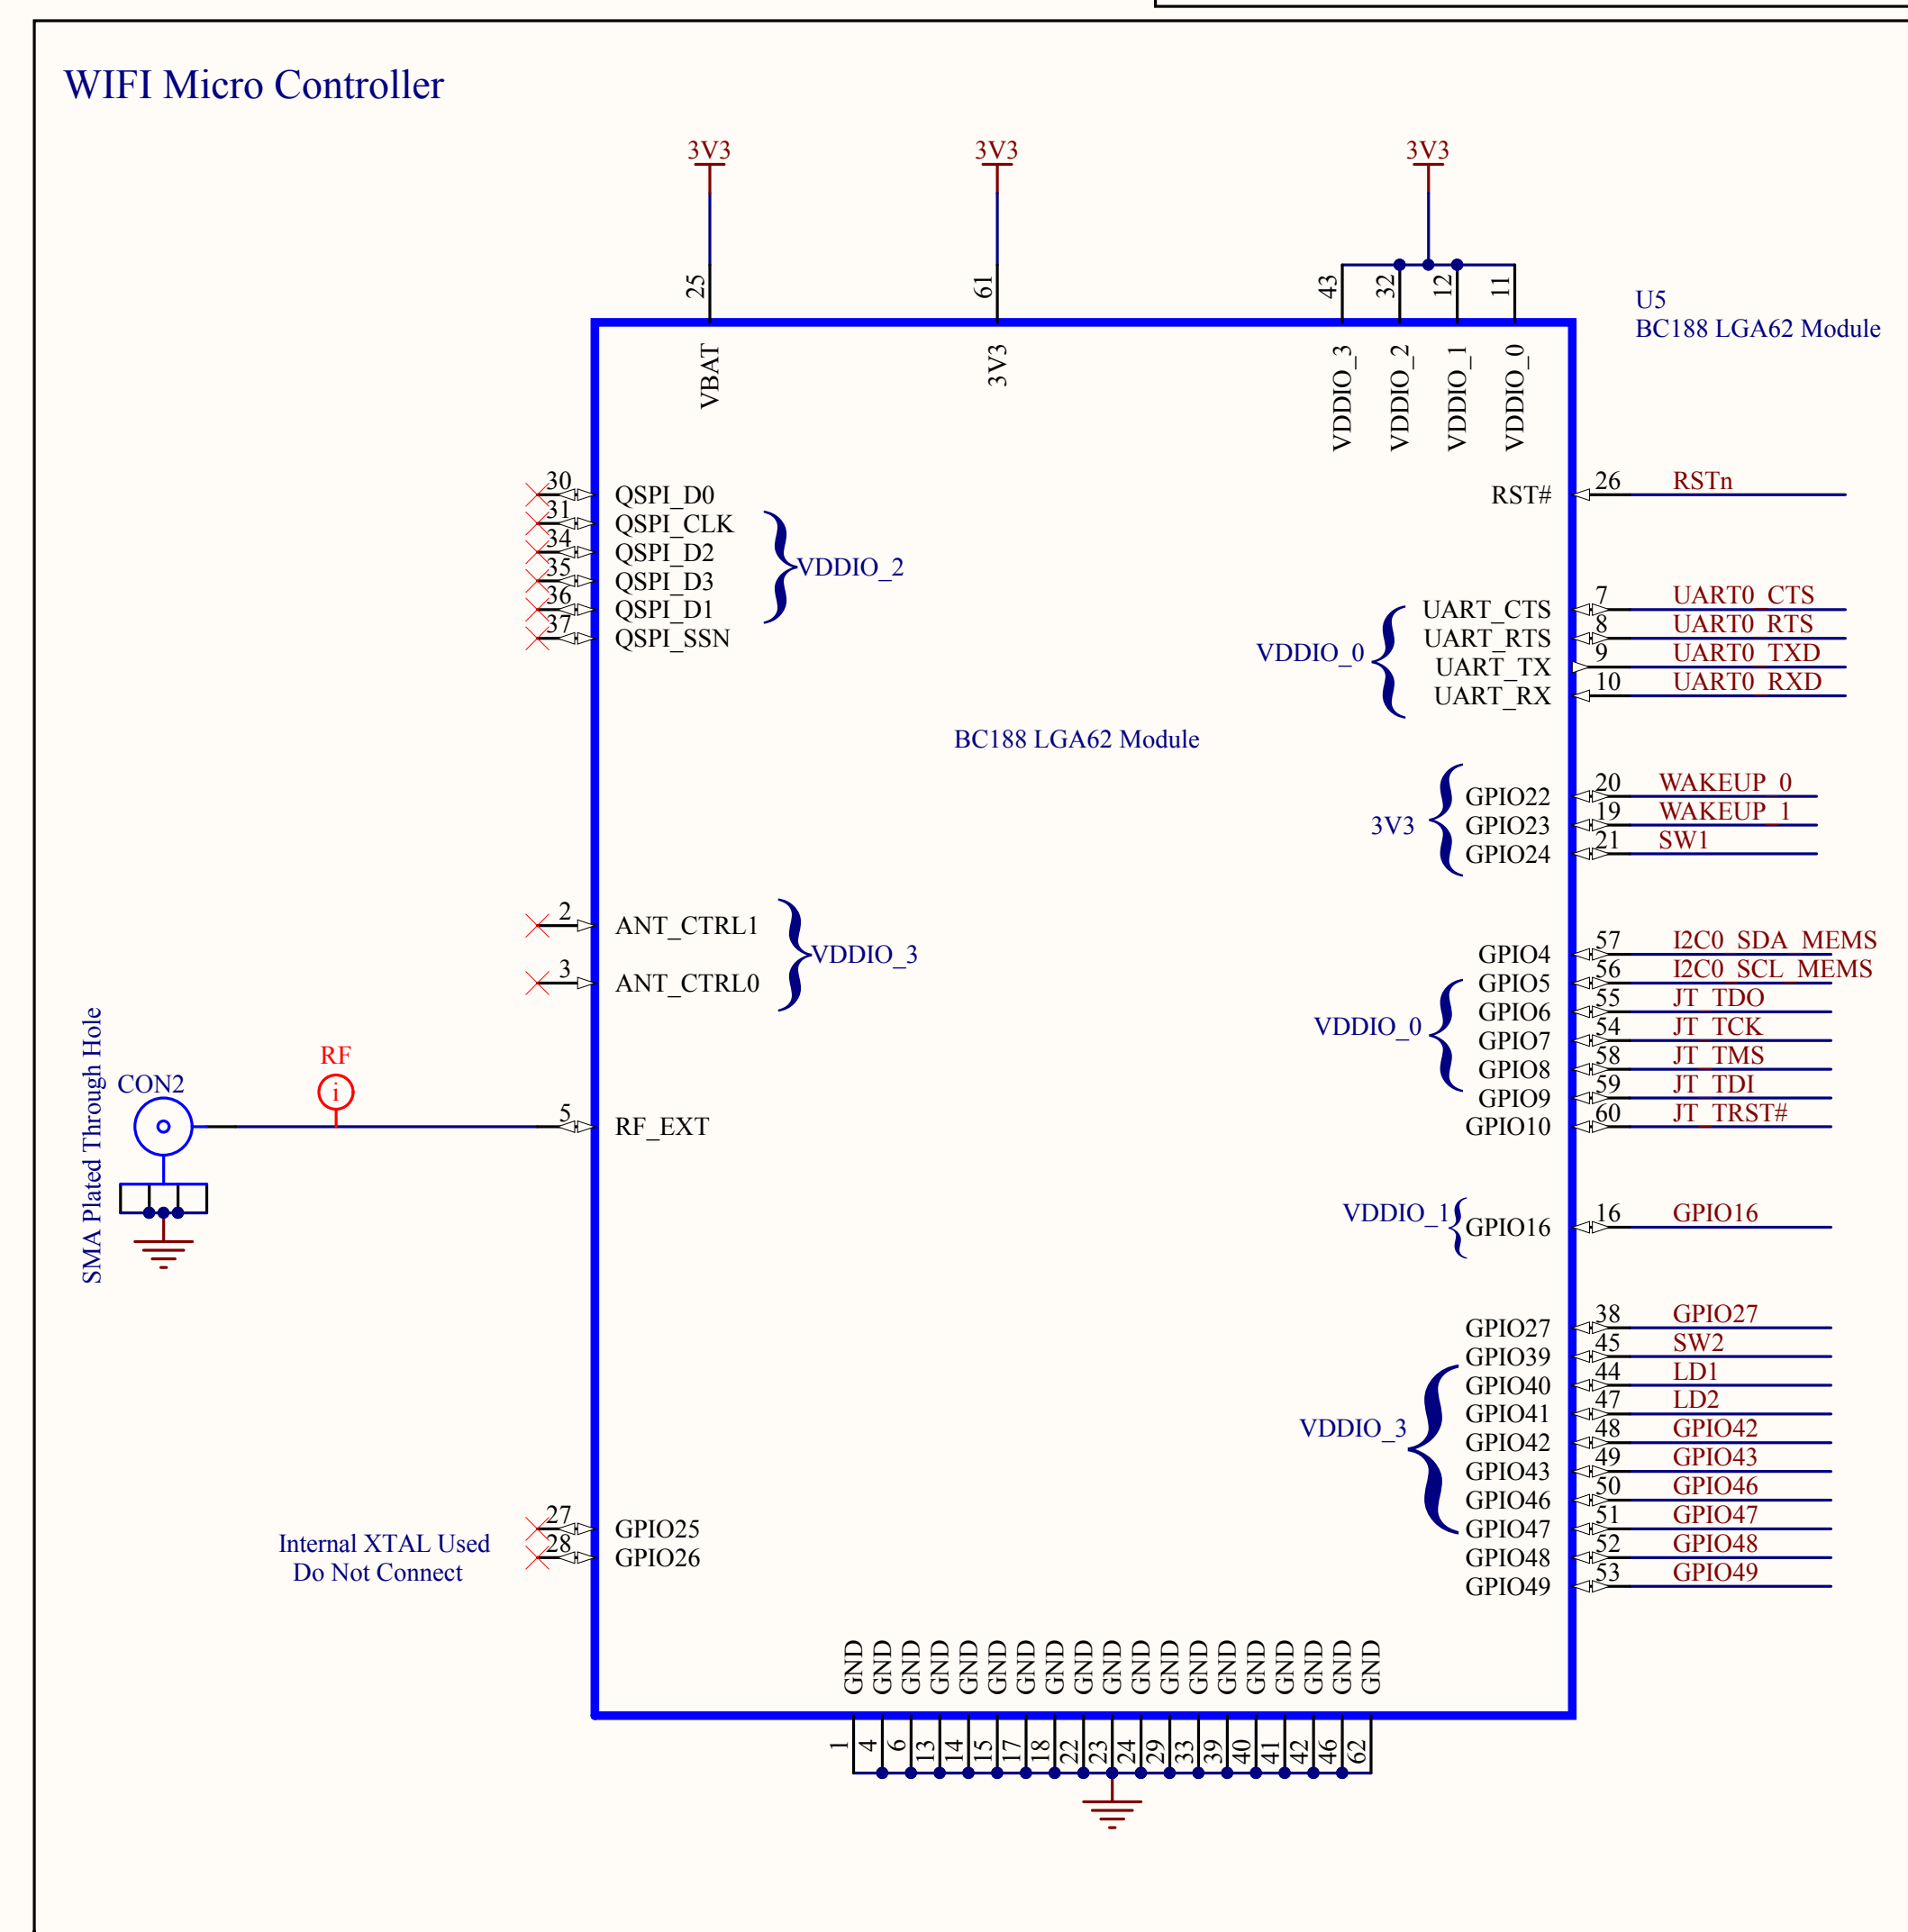 WIFI Micro Controller
3V3
3V3
3V3
25
61
43
32
12
11
U5
BC188 LGA62 Module
VBAT
3V3
VDDIO_3
VDDIO_2
VDDIO_1
VDDIO_0
30 QSPI_D0
31 QSPI_CLK
34 QSPI_D2
35 QSPI_D3
36 QSPI_D1
37 QSPI_SSN
VDDIO_2
RST# 26 RSTn
VDDIO_0
UART_CTS 7 UART0_CTS
UART_RTS 8 UART0_RTS
UART_TX 9 UART0_TXD
UART_RX 10 UART0_RXD
BC188 LGA62 Module
3V3
GPIO22 20 WAKEUP_0
GPIO23 19 WAKEUP_1
GPIO24 21 SW1
2 ANT_CTRL1
3 ANT_CTRL0
VDDIO_3
VDDIO_0
GPIO4 57 I2C0_SDA_MEMS
GPIO5 56 I2C0_SCL_MEMS
GPIO6 55 JT_TDO
GPIO7 54 JT_TCK
GPIO8 58 JT_TMS
GPIO9 59 JT_TDI
GPIO10 60 JT_TRST#
SMA Plated Through Hole
CON2
RF
i
5 RF_EXT
VDDIO_1
GPIO16 16 GPIO16
VDDIO_3
GPIO27 38 GPIO27
GPIO39 45 SW2
GPIO40 44 LD1
GPIO41 47 LD2
GPIO42 48 GPIO42
GPIO43 49 GPIO43
GPIO46 50 GPIO46
GPIO47 51 GPIO47
GPIO48 52 GPIO48
GPIO49 53 GPIO49
Internal XTAL Used
Do Not Connect
27 GPIO25
28 GPIO26
GND GND GND GND GND GND GND GND GND GND GND GND GND GND GND GND GND GND GND
1 4 6 13 14 15 17 18 22 23 24 29 33 39 40 41 42 46 62